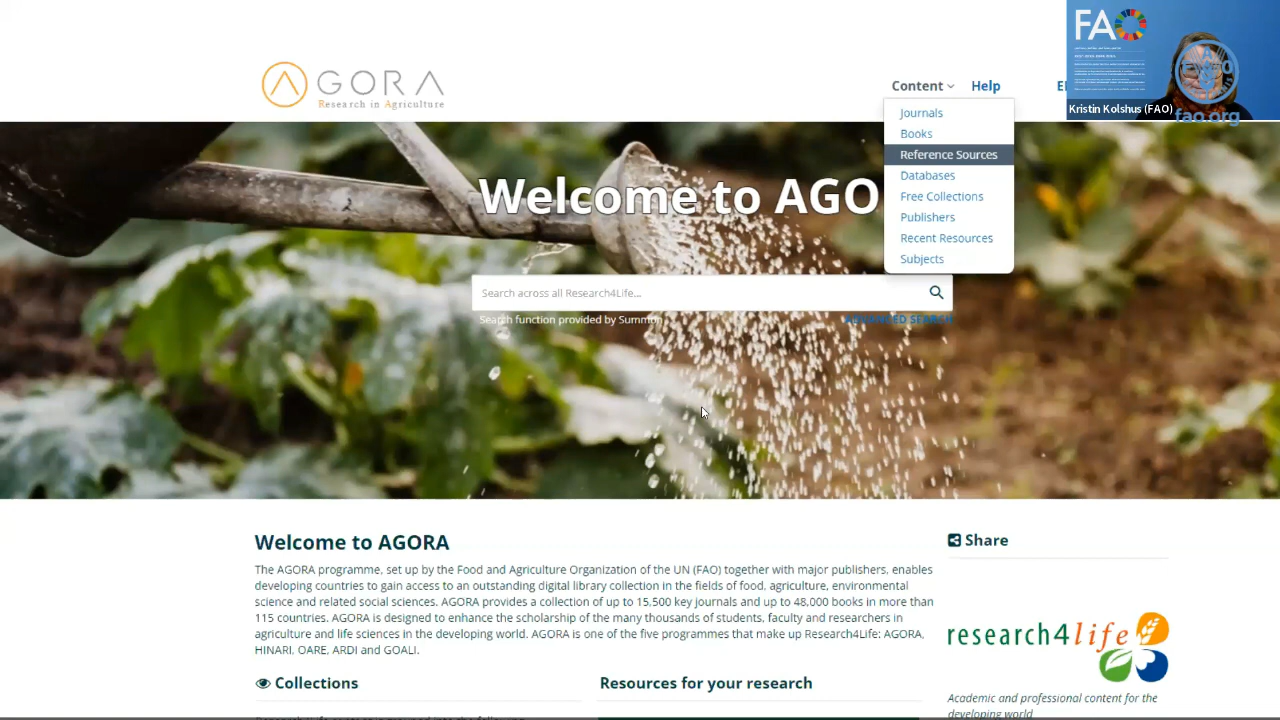 FAO
Kristin Kolshus (FAO)
fao.org
AGORA
Research in Agriculture
Content
Help
Journals
Books
Reference Sources
Databases
Free Collections
Publishers
Recent Resources
Subjects
Welcome to AGO
Search across all Research4Life...
Search function provided by Summon
ADVANCED SEARCH
Welcome to AGORA
The AGORA programme, set up by the Food and Agriculture Organization of the UN (FAO) together with major publishers, enables
developing countries to gain access to an outstanding digital library collection in the fields of food, agriculture, environmental
science and related social sciences. AGORA provides a collection of up to 15,500 key journals and up to 48,000 books in more than
115 countries. AGORA is designed to enhance the scholarship of the many thousands of students, faculty and researchers in
agriculture and life sciences in the developing world. AGORA is one of the five programmes that make up Research4Life: AGORA,
HINARI, OARE, ARDI and GOALI.
Collections
Resources for your research
Share
research4life
Academic and professional content for the
developing world